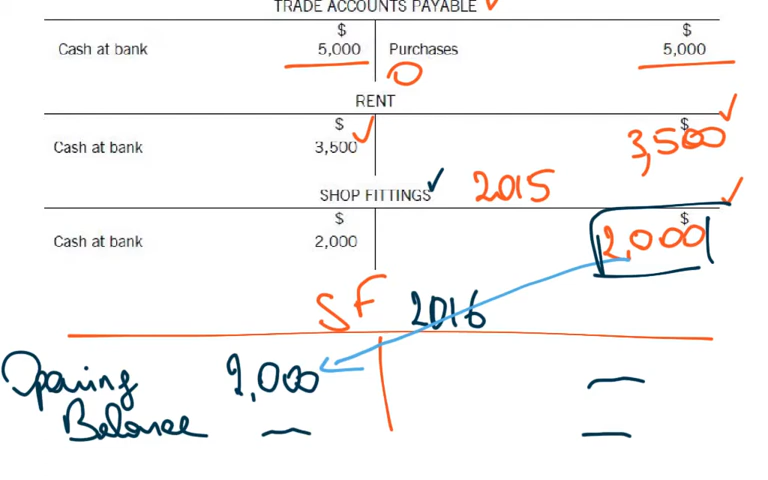 TRADE ACCOUNTS PAYABLE
$ $
Cash at bank 5,000 Purchases 5,000
0
RENT
$ $
Cash at bank 3,500 3,500
SHOP FITTINGS 2015
$ $
Cash at bank 2,000 2,000
SF 2016
Opening 2,000
Balance